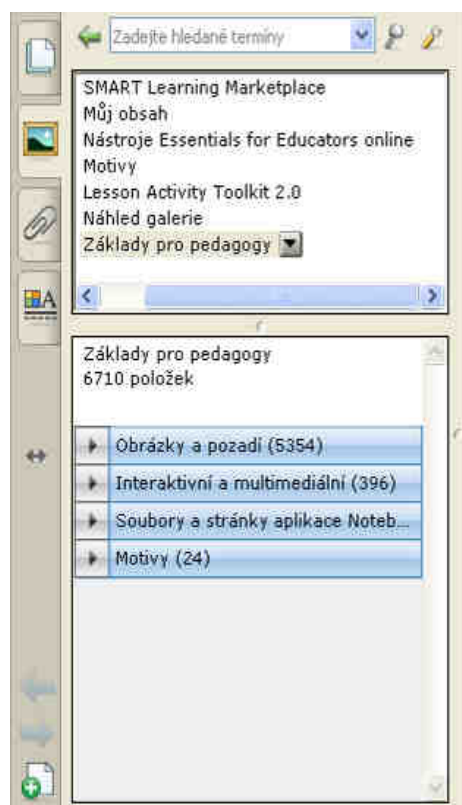 Zadejte hledané termíny
SMART Learning Marketplace
Můj obsah
Nástroje Essentials for Educators online
Motivy
Lesson Activity Toolkit 2.0
Náhled galerie
Základy pro pedagogy
Základy pro pedagogy
6710 položek
Obrázky a pozadí (5354)
Interaktivní a multimediální (396)
Soubory a stránky aplikace Noteb...
Motivy (24)